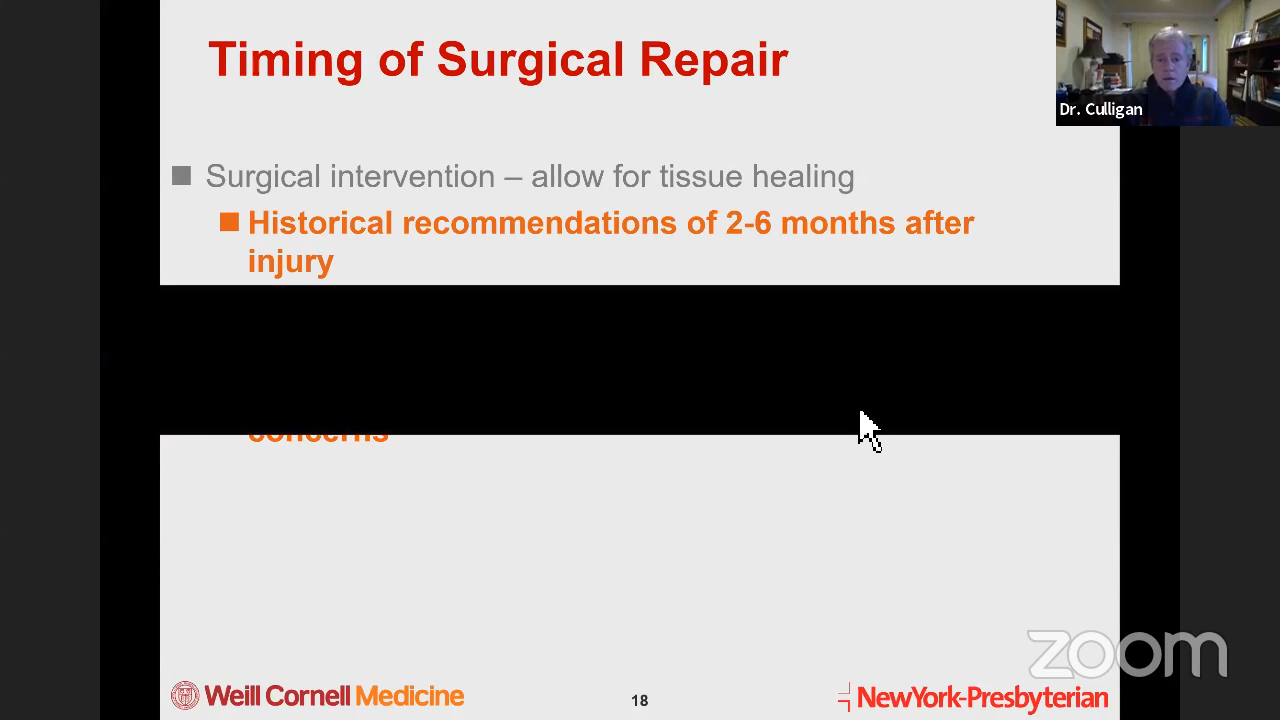 Timing of Surgical Repair
Dr. Culligan
Surgical intervention – allow for tissue healing
Historical recommendations of 2-6 months after
injury
concerns
zoom
Weill Cornell Medicine
18
NewYork-Presbyterian